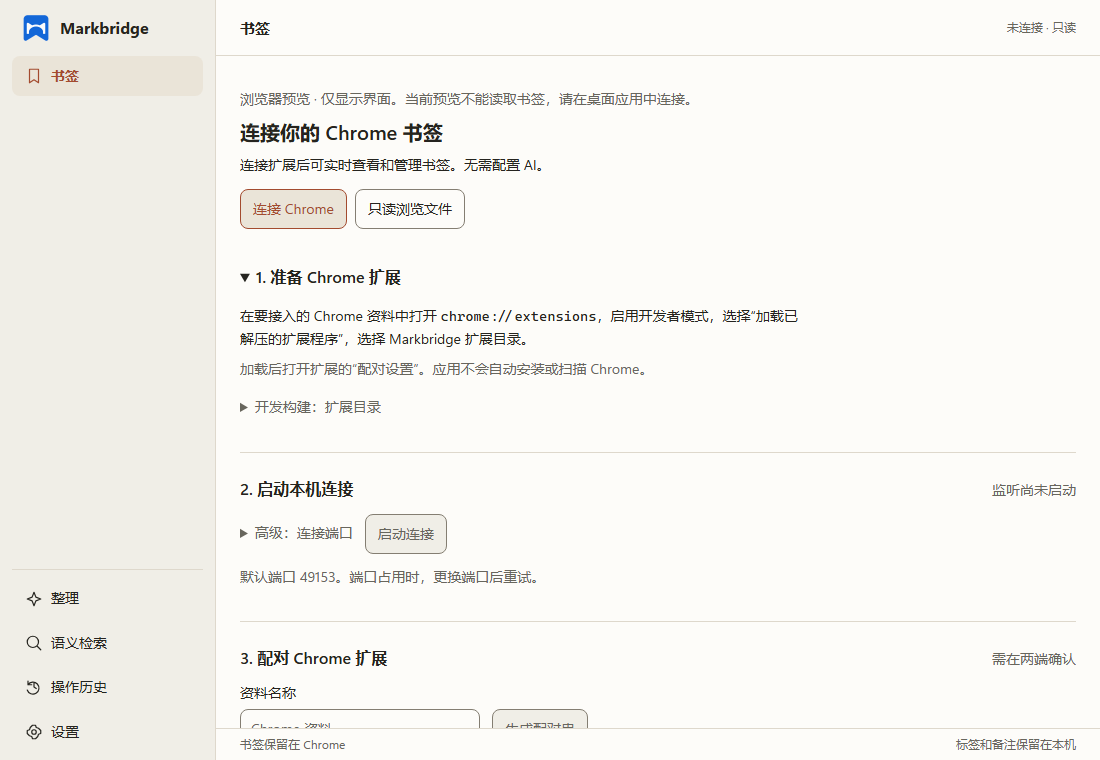 Markbridge
书签
书签
未连接 · 只读
浏览器预览 · 仅显示界面。当前预览不能读取书签，请在桌面应用中连接。
连接你的 Chrome 书签
连接扩展后可实时查看和管理书签。无需配置 AI。
连接 Chrome
只读浏览文件
1. 准备 Chrome 扩展
在要接入的 Chrome 资料中打开 chrome://extensions，启用开发者模式，选择“加载已
解压的扩展程序”，选择 Markbridge 扩展目录。
加载后打开扩展的“配对设置”。应用不会自动安装或扫描 Chrome。
开发构建：扩展目录
2. 启动本机连接
监听尚未启动
高级：连接端口
启动连接
默认端口 49153。端口占用时，更换端口后重试。
3. 配对 Chrome 扩展
需在两端确认
资料名称
Chrome 资料
生成配对串
整理
语义检索
操作历史
设置
书签保留在 Chrome
标签和备注保留在本机